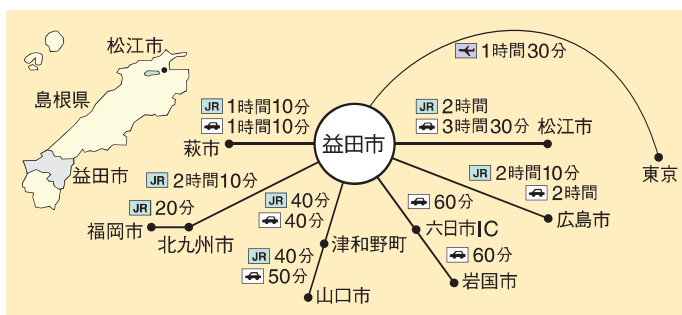 松江市
島根県
益田市
1時間30分
東京
JR 1時間10分
1時間10分
萩市
益田市
JR 2時間
3時間30分
松江市
JR 2時間10分
JR 20分
福岡市
北九州市
JR 40分
40分
津和野町
JR 40分
50分
山口市
60分
六日市IC
60分
岩国市
JR 2時間10分
2時間
広島市